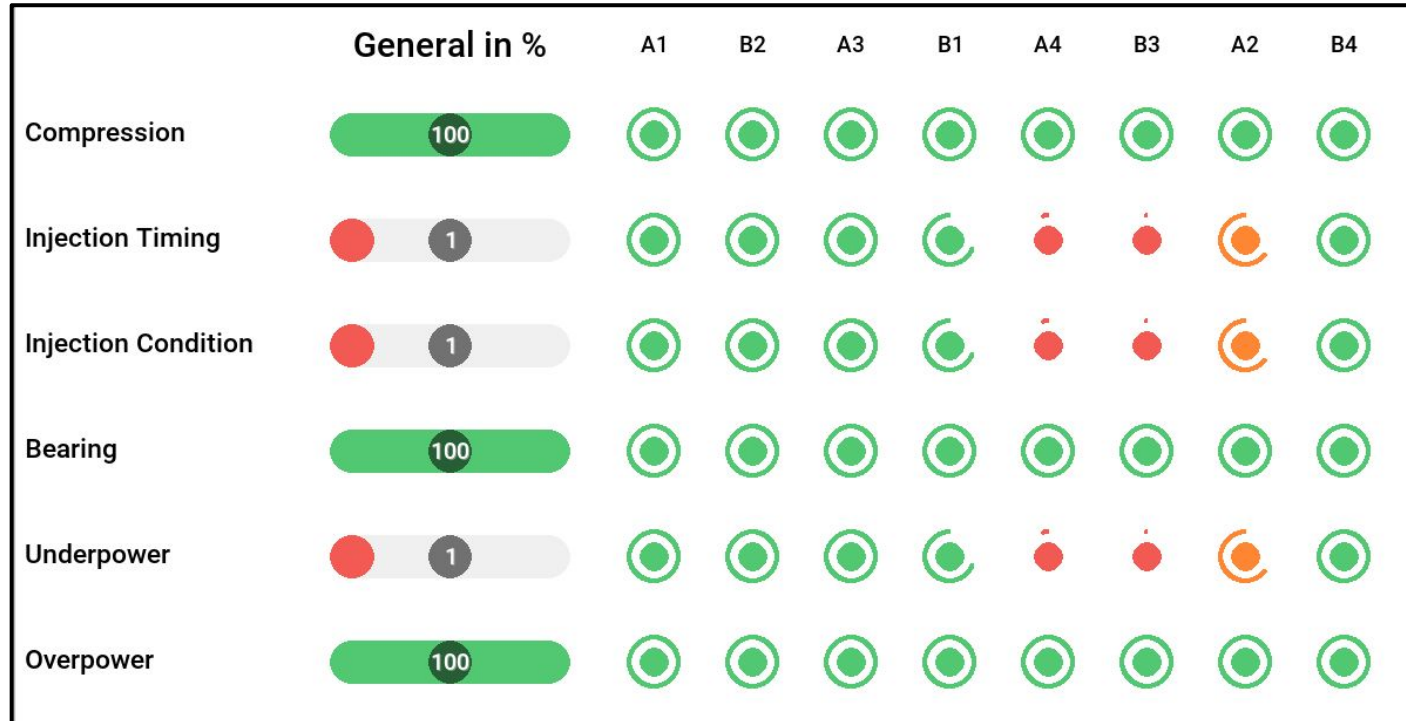 General in % A1 B2 A3 B1 A4 B3 A2 B4
Compression 100
Injection Timing 1
Injection Condition 1
Bearing 100
Underpower 1
Overpower 100